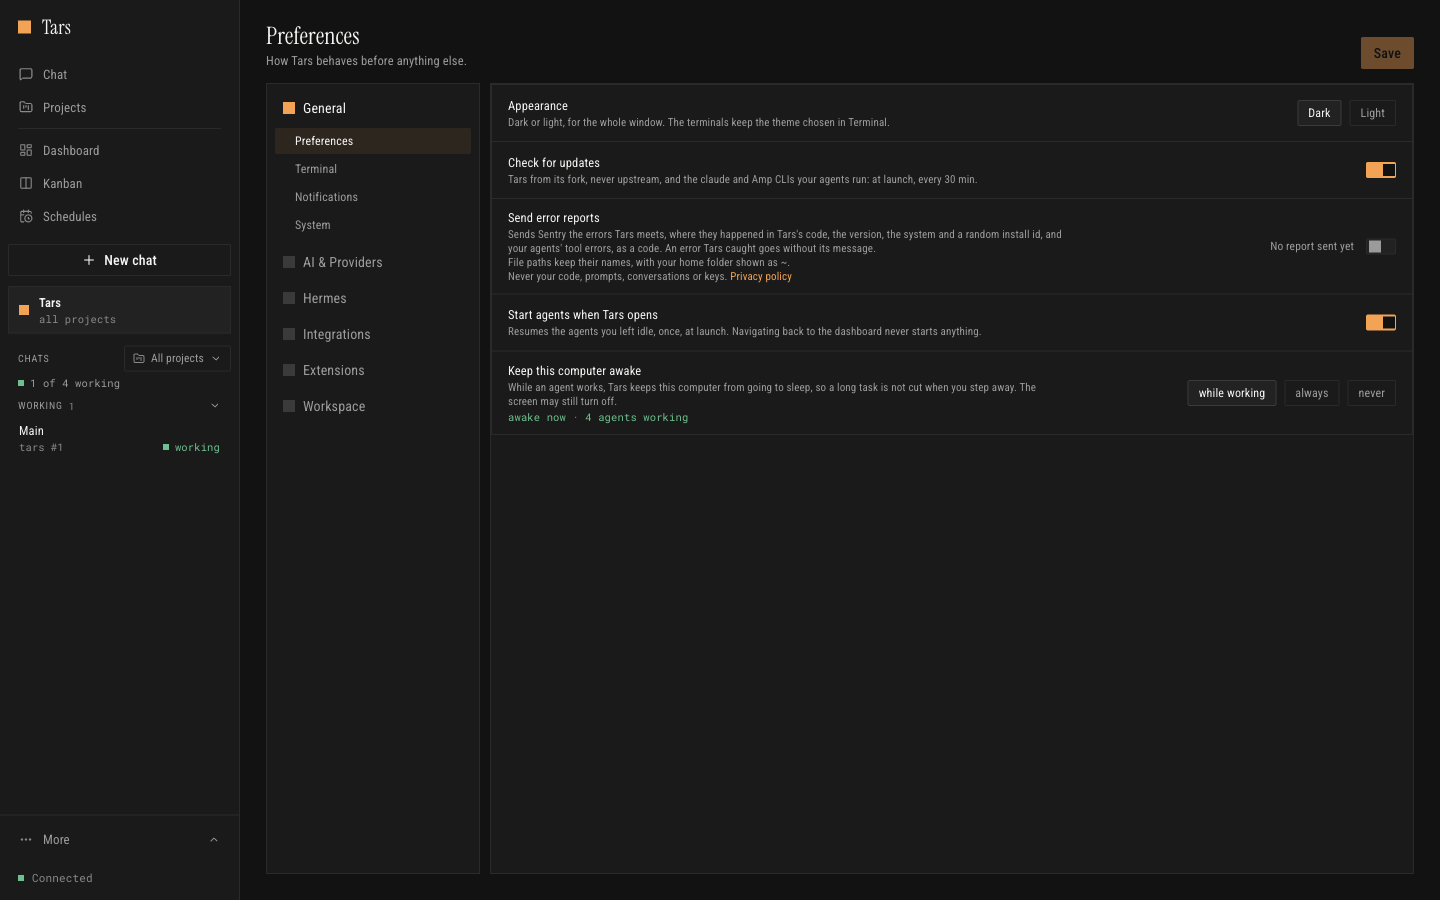 Tars
Chat
Projects
Dashboard
Kanban
Schedules
New chat
Tars
all projects
CHATS
All projects
1 of 4 working
WORKING 1
Main
tars #1
working
More
Connected
Preferences
How Tars behaves before anything else.
Save
General
Preferences
Terminal
Notifications
System
AI & Providers
Hermes
Integrations
Extensions
Workspace
Appearance
Dark or light, for the whole window. The terminals keep the theme chosen in Terminal.
Dark
Light
Check for updates
Tars from its fork, never upstream, and the claude and Amp CLIs your agents run: at launch, every 30 min.
Send error reports
Sends Sentry the errors Tars meets, where they happened in Tars's code, the version, the system and a random install id, and
your agents' tool errors, as a code. An error Tars caught goes without its message.
File paths keep their names, with your home folder shown as ~.
Never your code, prompts, conversations or keys. Privacy policy
No report sent yet
Start agents when Tars opens
Resumes the agents you left idle, once, at launch. Navigating back to the dashboard never starts anything.
Keep this computer awake
While an agent works, Tars keeps this computer from going to sleep, so a long task is not cut when you step away. The
screen may still turn off.
awake now · 4 agents working
while working
always
never